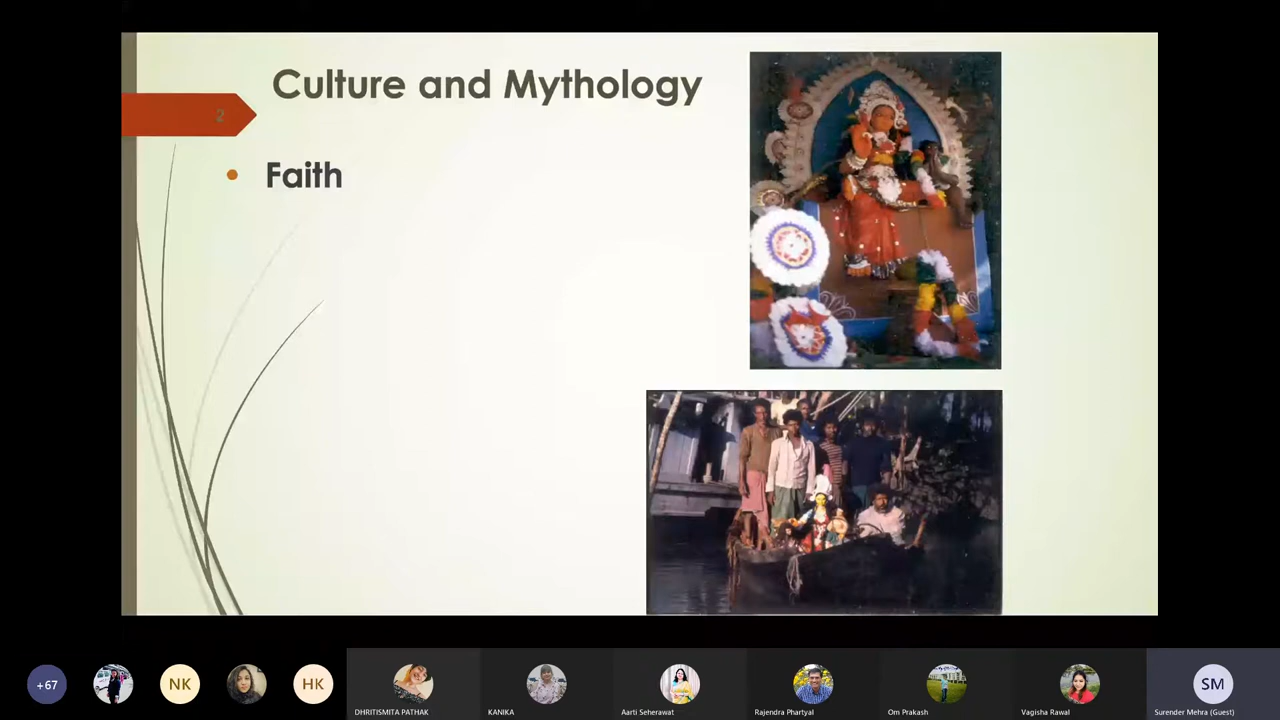 Culture and Mythology
2
• Faith
+67
NK
HK
SM
DHRITISMITA PATHAK
KANIKA
Aarti Seherawat
Rajendra Phartyal
Om Prakash
Vagisha Rawal
Surender Mehra (Guest)